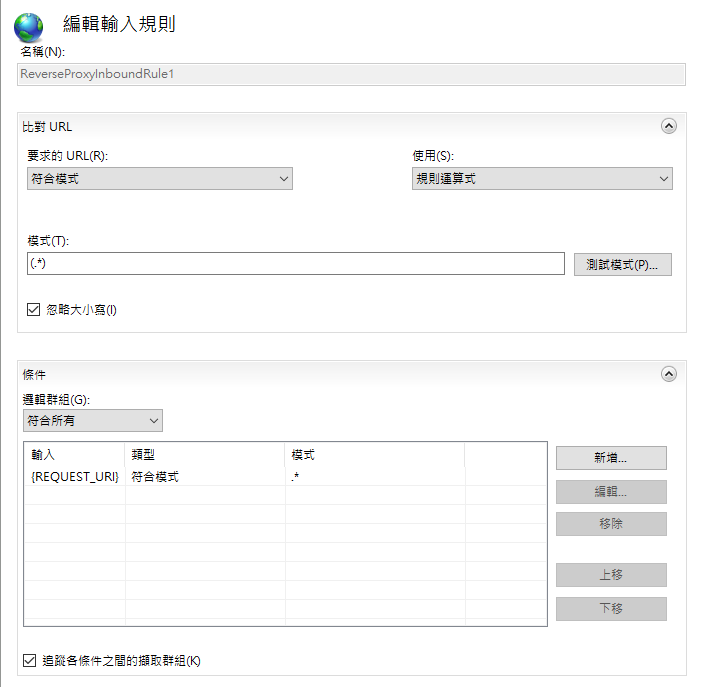 編輯輸入規則
名稱(N):
ReverseProxyInboundRule1
比對 URL
要求的 URL(R): 使用(S):
符合模式 規則運算式
模式(T):
(.*) 測試模式(P)...
忽略大小寫(I)
條件
邏輯群組(G):
符合所有
輸入 類型 模式
{REQUEST_URI} 符合模式 .*
新增...
編輯...
移除
上移
下移
追蹤各條件之間的擷取群組(K)